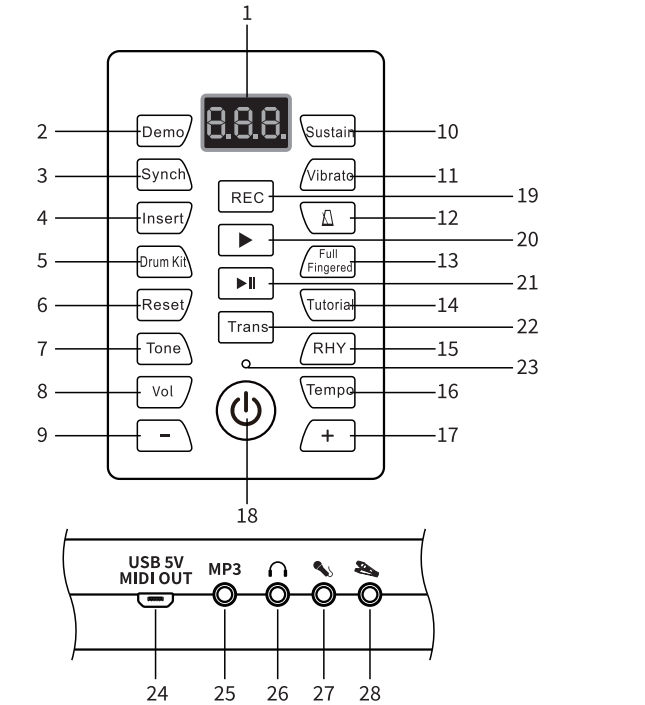 1
8.8.8.
2 Demo Sustain 10
3 Synch Vibrato 11
REC 19
4 Insert 12
20
5 Drum Kit Full Fingered 13
21
6 Reset Tutorial 14
Trans 22
7 Tone RHY 15
23
8 Vol Tempo 16
9 - + 17
18
USB 5V MP3
MIDI OUT
24 25 26 27 28